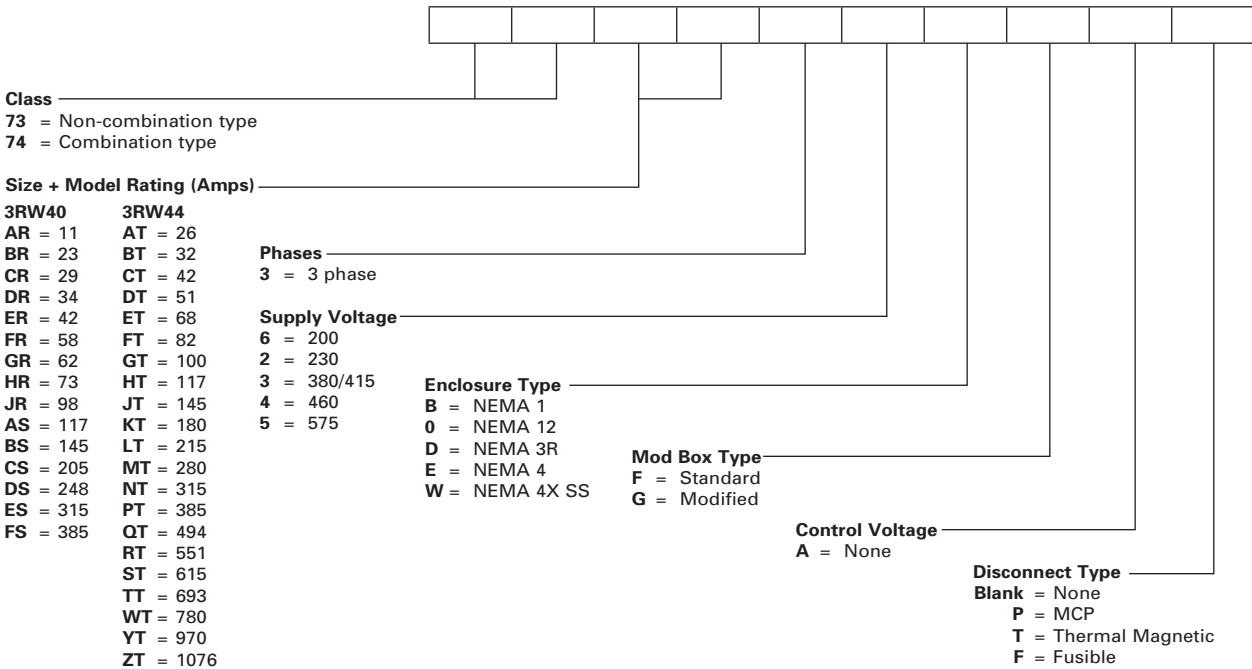 Class
73 = Non-combination type
74 = Combination type
Size + Model Rating (Amps)
3RW40
AR = 11
BR = 23
CR = 29
DR = 34
ER = 42
FR = 58
GR = 62
HR = 73
JR = 98
AS = 117
BS = 145
CS = 205
DS = 248
ES = 315
FS = 385
3RW44
AT = 26
BT = 32
CT = 42
DT = 51
ET = 68
FT = 82
GT = 100
HT = 117
JT = 145
KT = 180
LT = 215
MT = 280
NT = 315
PT = 385
QT = 494
RT = 551
ST = 615
TT = 693
WT = 780
YT = 970
ZT = 1076
Phases
3 = 3 phase
Supply Voltage
6 = 200
2 = 230
3 = 380/415
4 = 460
5 = 575
Enclosure Type
B = NEMA 1
0 = NEMA 12
D = NEMA 3R
E = NEMA 4
W = NEMA 4X SS
Mod Box Type
F = Standard
G = Modified
Control Voltage
A = None
Disconnect Type
Blank = None
P = MCP
T = Thermal Magnetic
F = Fusible